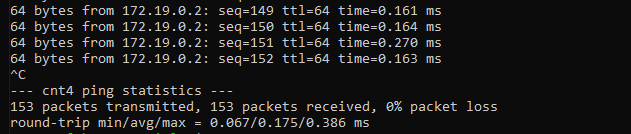 64 bytes from 172.19.0.2: seq=149 ttl=64 time=0.161 ms
64 bytes from 172.19.0.2: seq=150 ttl=64 time=0.164 ms
64 bytes from 172.19.0.2: seq=151 ttl=64 time=0.270 ms
64 bytes from 172.19.0.2: seq=152 ttl=64 time=0.163 ms
^C
--- cnt4 ping statistics ---
153 packets transmitted, 153 packets received, 0% packet loss
round-trip min/avg/max = 0.067/0.175/0.386 ms